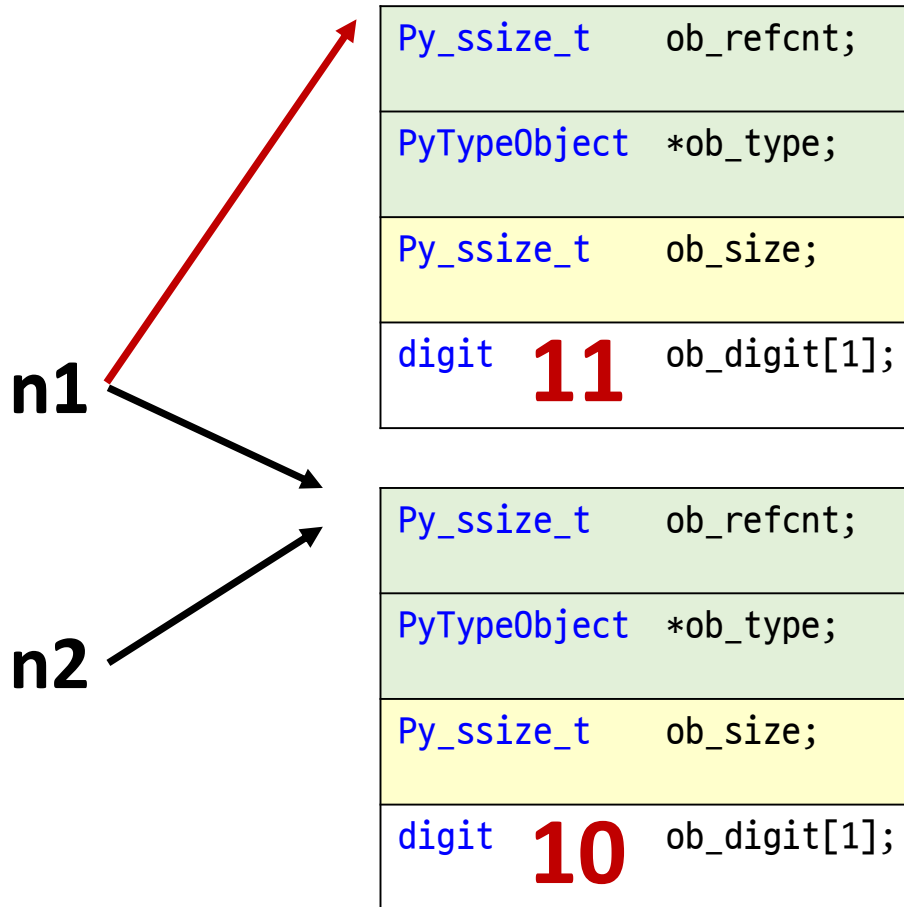 Py_ssize_t ob_refcnt;
PyTypeObject *ob_type;
Py_ssize_t ob_size;
digit 11 ob_digit[1];
n1
Py_ssize_t ob_refcnt;
PyTypeObject *ob_type;
n2
Py_ssize_t ob_size;
digit 10 ob_digit[1];